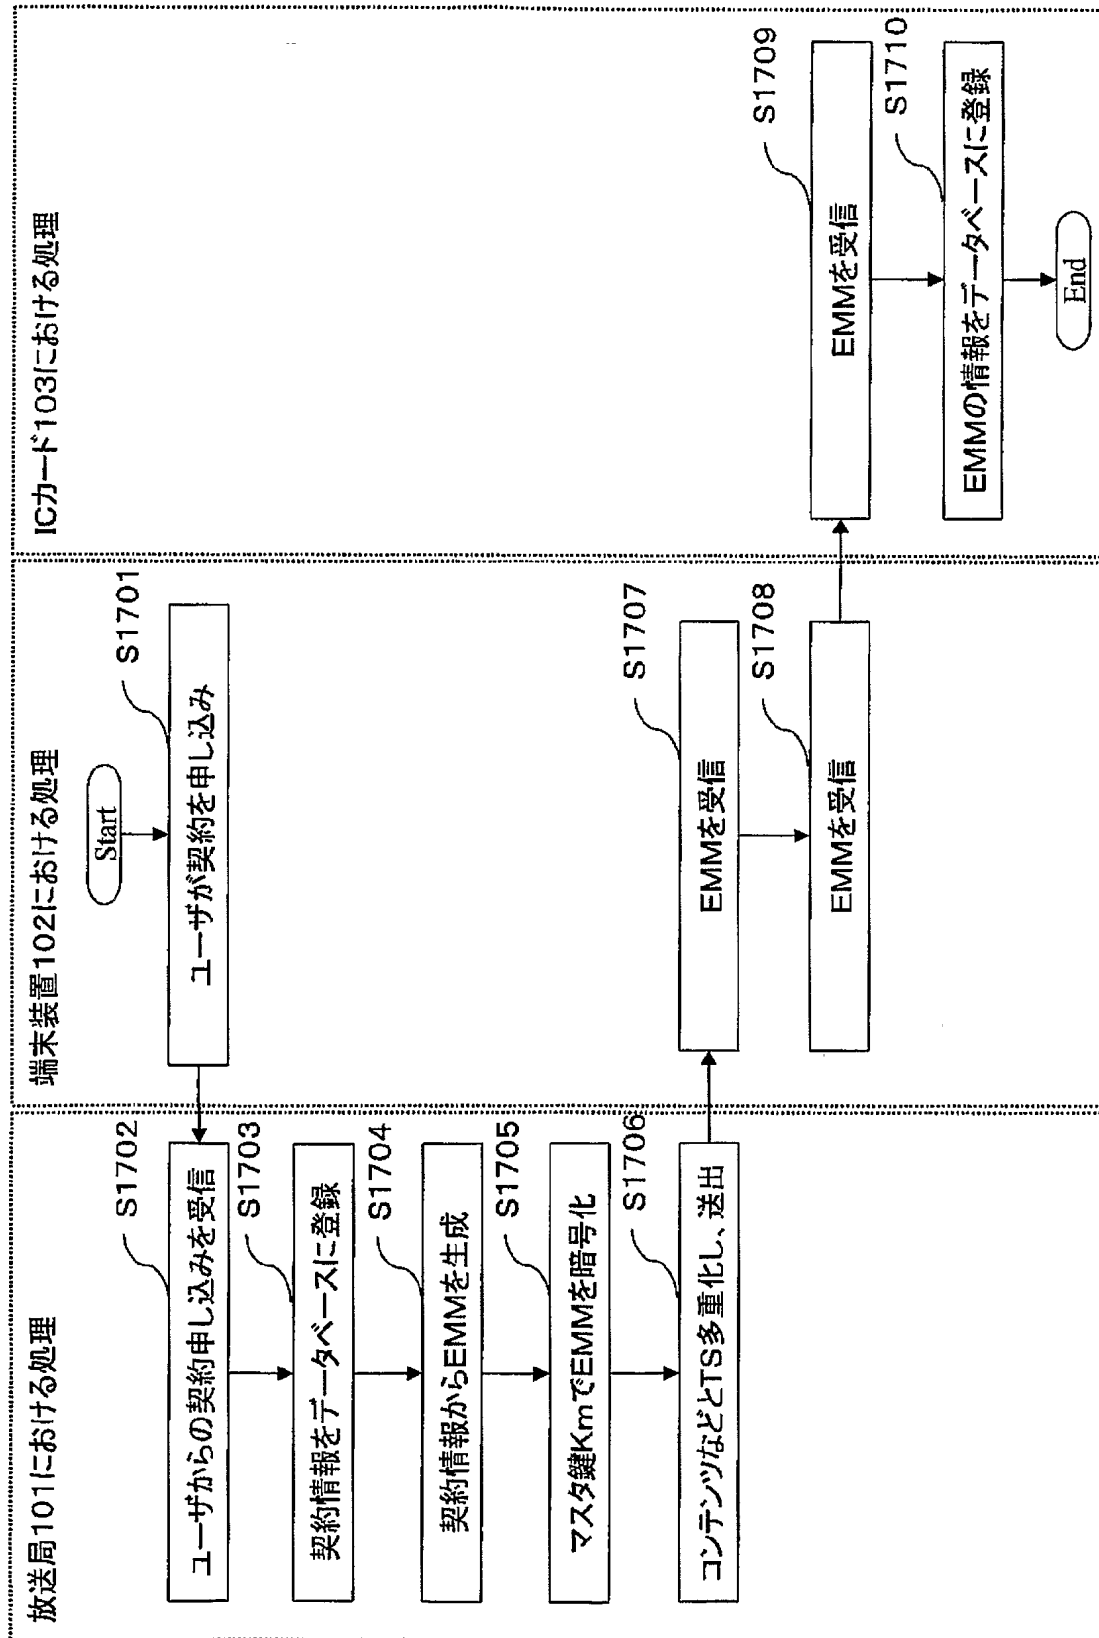 放送局101における処理
S1702
ユーザからの契約申し込みを受信
S1703
契約情報をデータベースに登録
S1704
契約情報からEMMを生成
S1705
マスタ鍵KmでEMMを暗号化
S1706
コンテンツなどとTS多重化し、送出
端末装置102における処理
Start
S1701
ユーザが契約を申し込み
S1707
EMMを受信
S1708
EMMを受信
ICカード103における処理
S1709
EMMを受信
S1710
EMMの情報をデータベースに登録
End